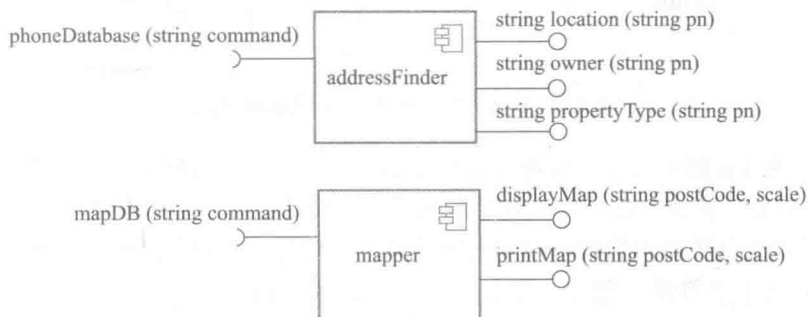 phoneDatabase (string command)
addressFinder
string location (string pn)
string owner (string pn)
string propertyType (string pn)
mapDB (string command)
mapper
displayMap (string postCode, scale)
printMap (string postCode, scale)